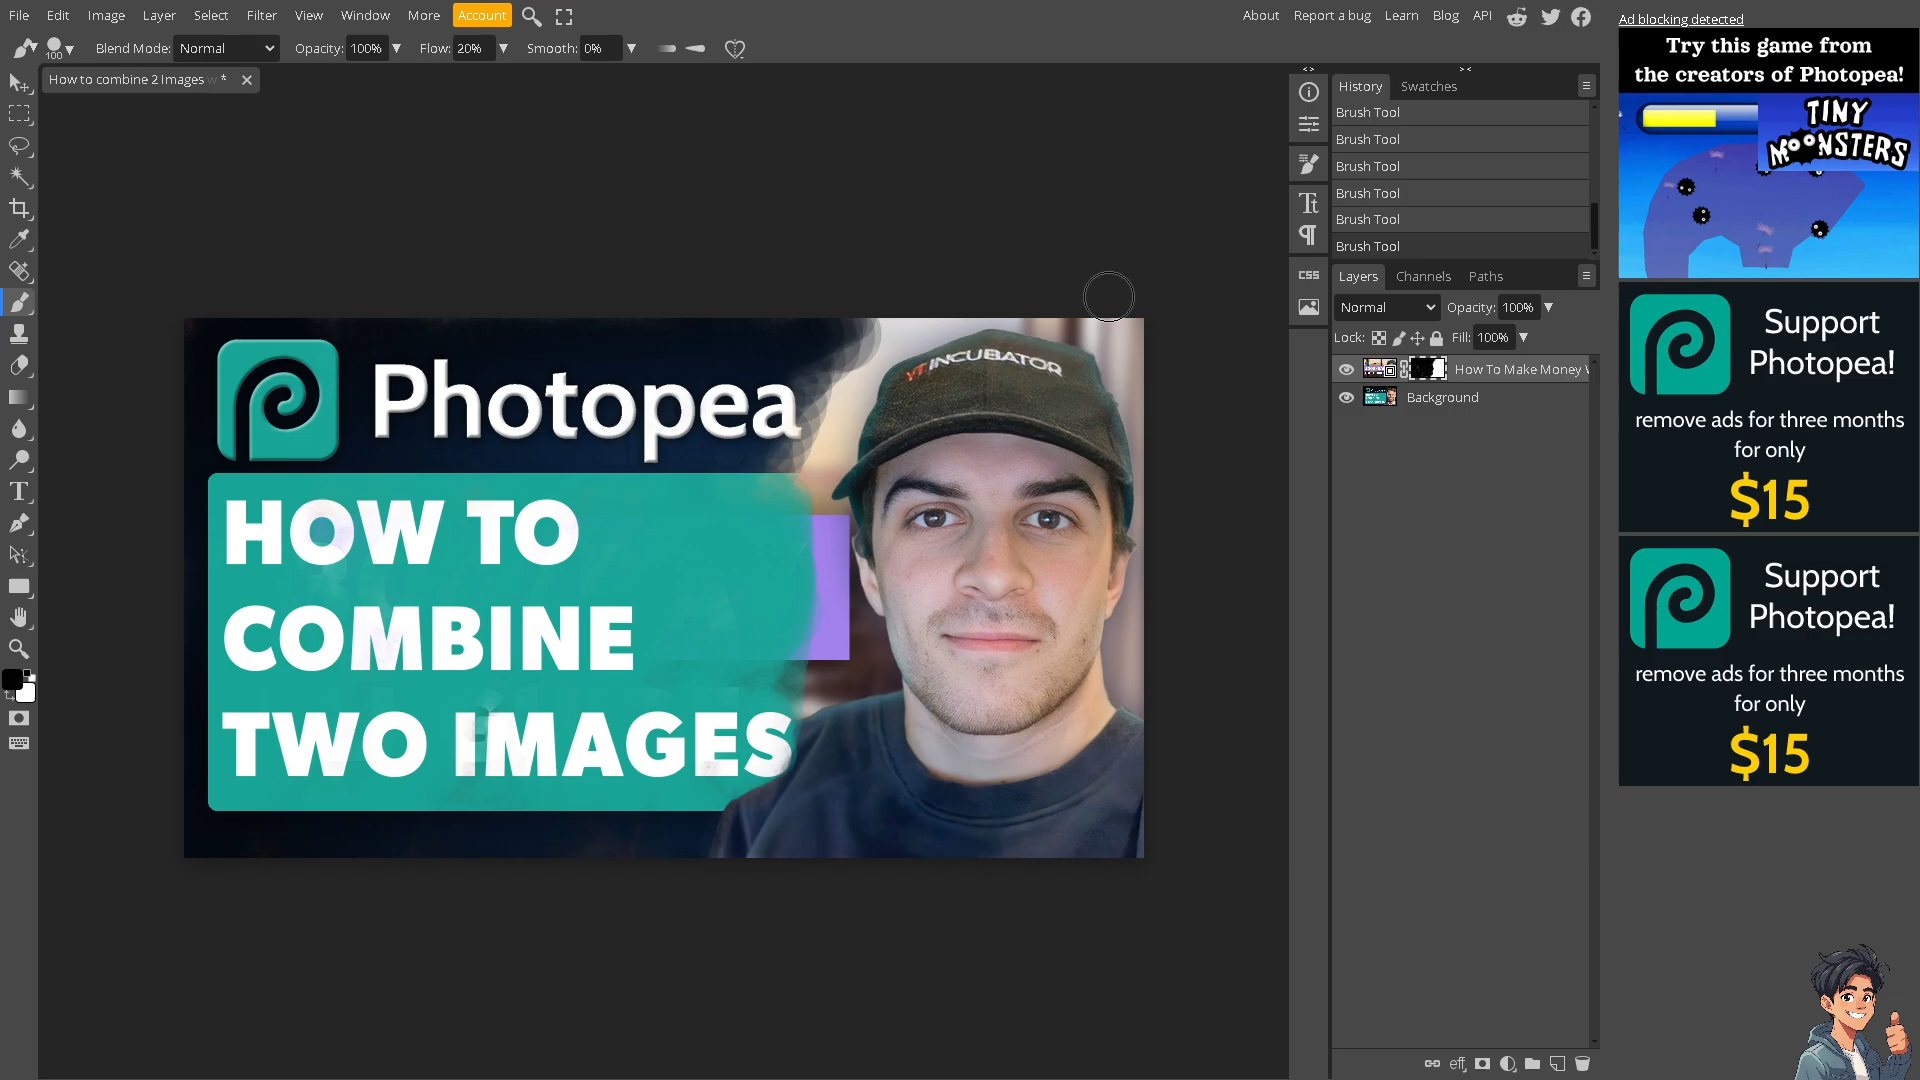 File Edit Image Layer Select Filter View Window More Account
About Report a bug Learn Blog API
Ad blocking detected
100 Blend Mode: Normal Opacity: 100% Flow: 20% Smooth: 0%
How to combine 2 Images w *
< >
> <
History Swatches
Brush Tool
Brush Tool
Brush Tool
Brush Tool
Brush Tool
Brush Tool
CSS
Layers Channels Paths
Normal Opacity: 100%
Lock: Fill: 100%
How To Make Money V
Background
eff
YT INCUBATOR
Photopea
HOW TO
COMBINE
TWO IMAGES
Try this game from
the creators of Photopea!
TINY
MOONSTERS
Support
Photopea!
remove ads for three months
for only
$15
Support
Photopea!
remove ads for three months
for only
$15